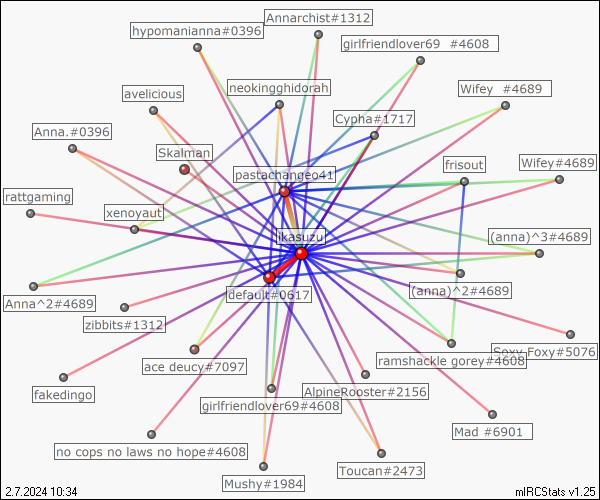 Annarchist#1312
hypomanianna#0396
girlfriendlover69 #4608
avelicious
neokingghidorah
Wifey #4689
Cypha#1717
Anna.#0396
Skalman
frisout
Wifey#4689
pastachangeo41
rattgaming
xenoyaut
ikasuzu
(anna)^3#4689
default#0617
(anna)^2#4689
Anna^2#4689
zibbits#1312
Soxy Foxy#5076
ramshackle gorey#4608
ace deucy#7097
fakedingo
AlpineRooster#2156
girlfriendlover69#4608
Mad #6901
no cops no laws no hope#4608
Toucan#2473
Mushy#1984
2.7.2024 10:34
mIRCStats v1.25